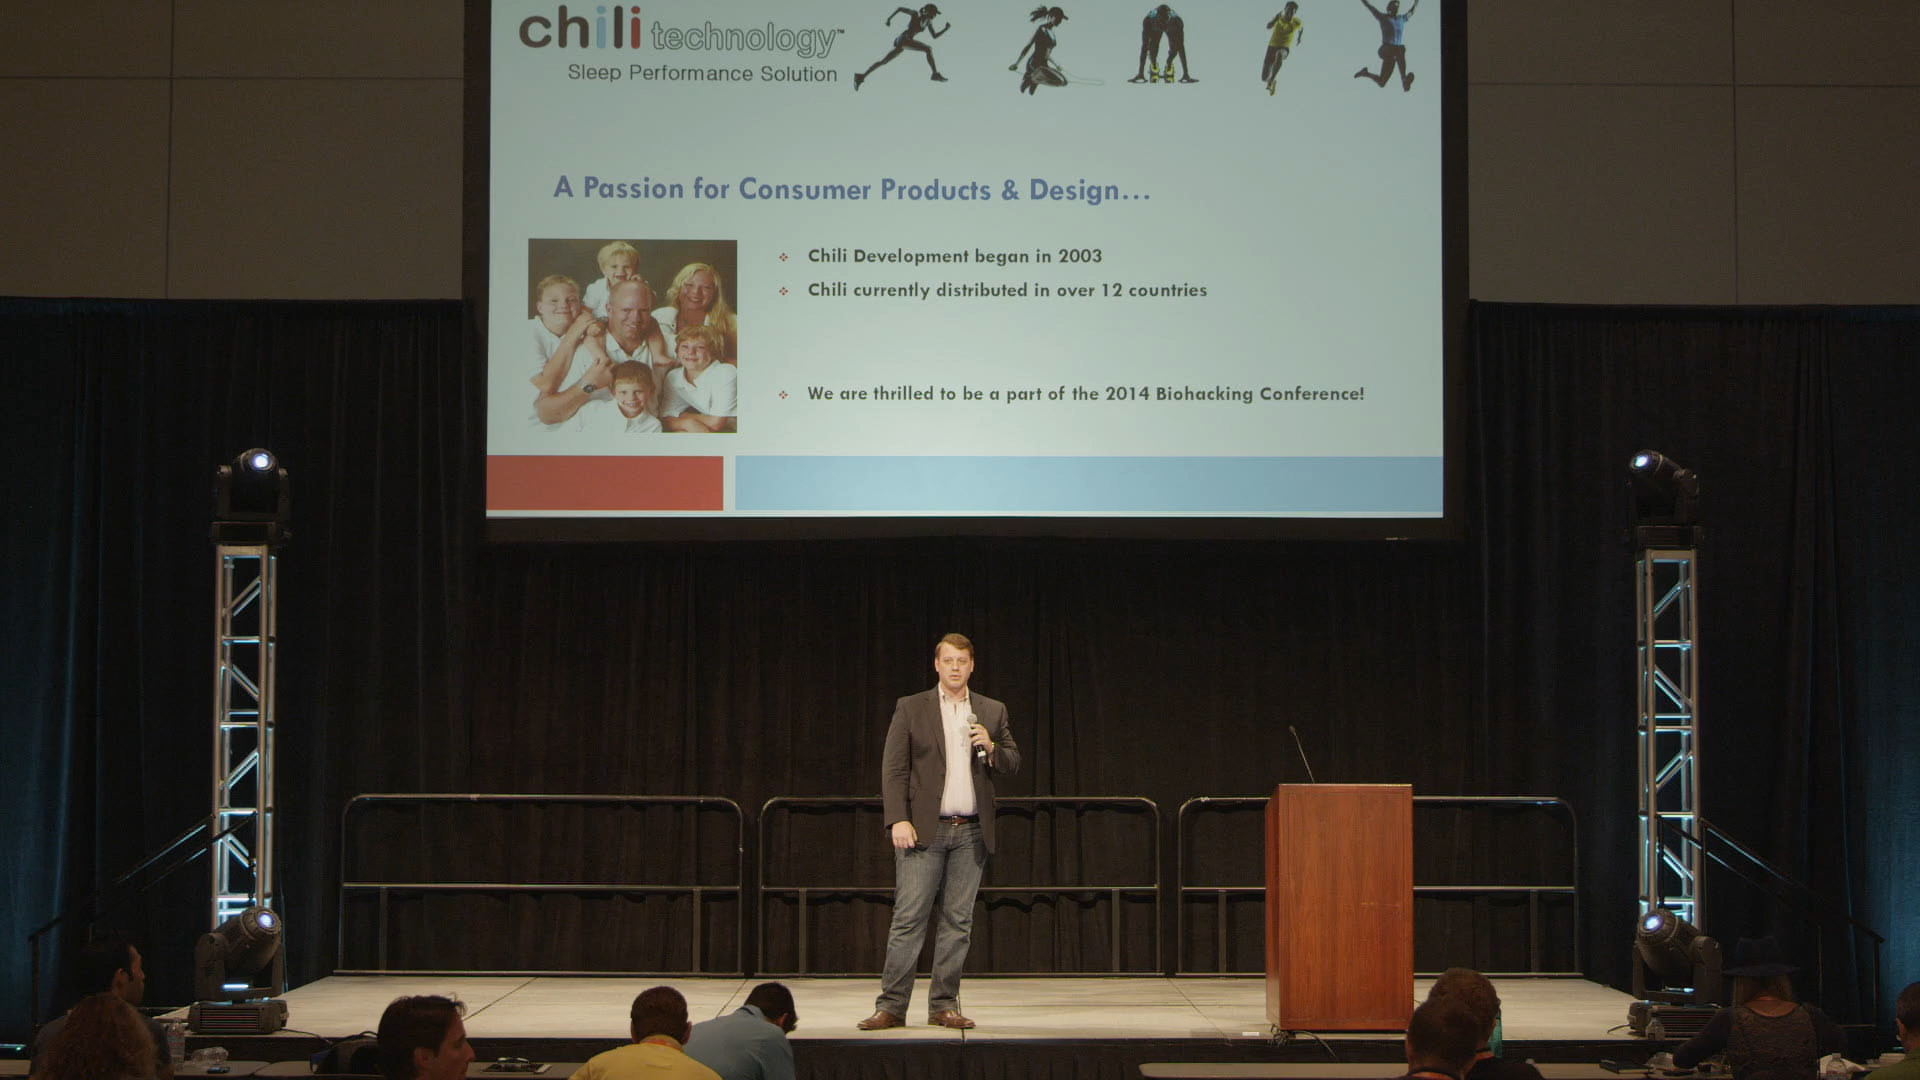 chili technology™
Sleep Performance Solution
A Passion for Consumer Products & Design...
Chili Development began in 2003
Chili currently distributed in over 12 countries
We are thrilled to be a part of the 2014 Biohacking Conference!